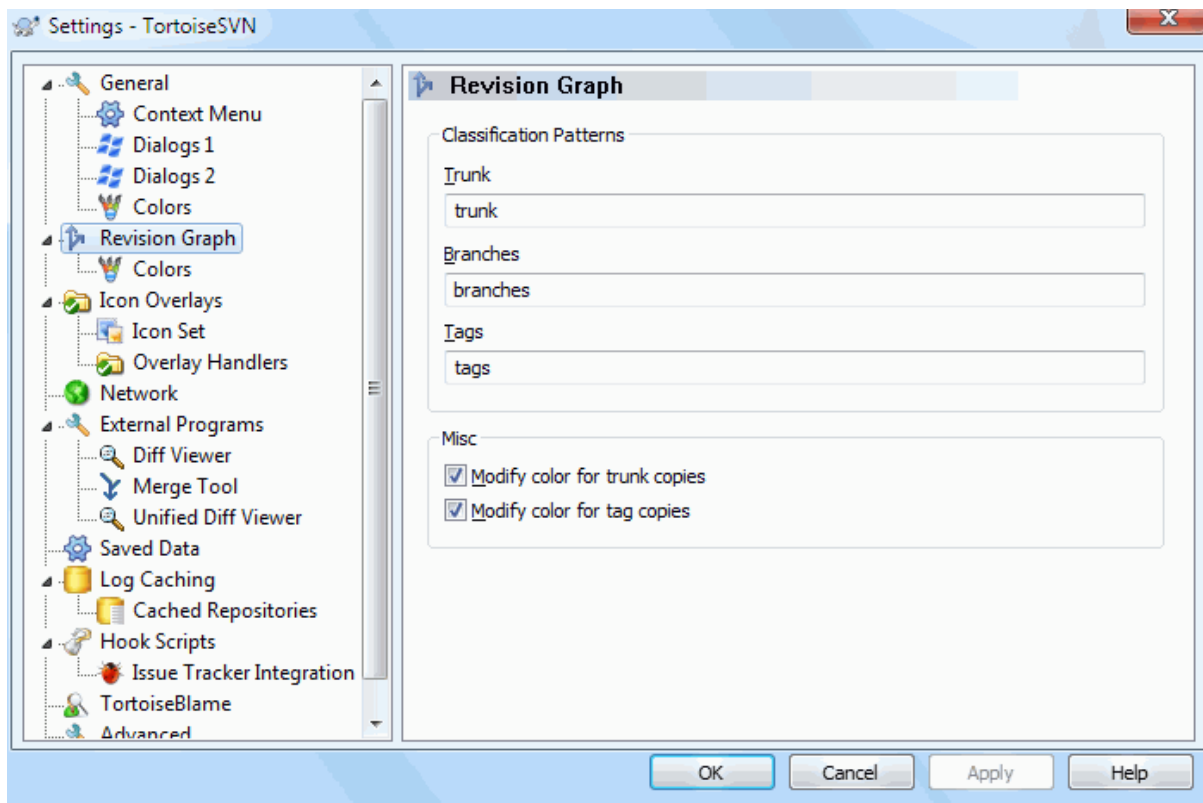 Settings - TortoiseSVN
General
Context Menu
Dialogs 1
Dialogs 2
Colors
Revision Graph
Colors
Icon Overlays
Icon Set
Overlay Handlers
Network
External Programs
Diff Viewer
Merge Tool
Unified Diff Viewer
Saved Data
Log Caching
Cached Repositories
Hook Scripts
Issue Tracker Integration
TortoiseBlame
Advanced
Revision Graph
Classification Patterns
Trunk
trunk
Branches
branches
Tags
tags
Misc
Modify color for trunk copies
Modify color for tag copies
OK
Cancel
Apply
Help